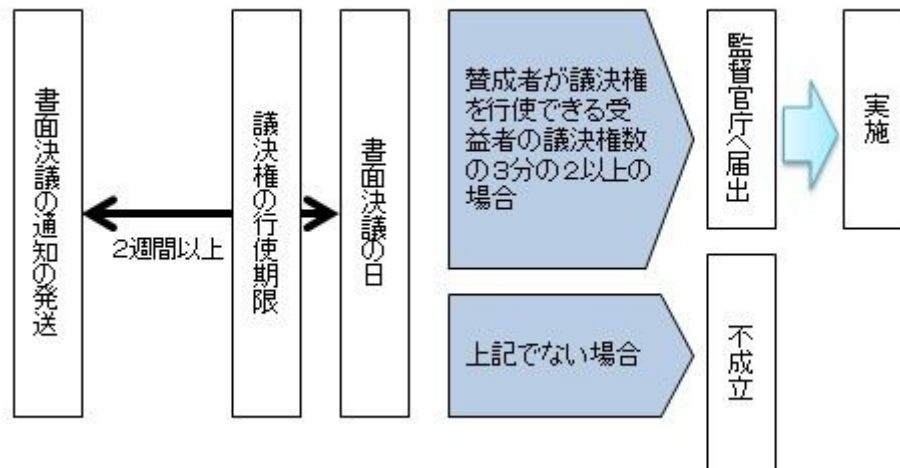 書面決議の通知の発送
2週間以上
議決権の行使期限
書面決議の日
賛成者が議決権
を行使できる受
益者の議決権数
の3分の2以上の
場合
監督官庁へ届出
実施
上記でない場合
不成立